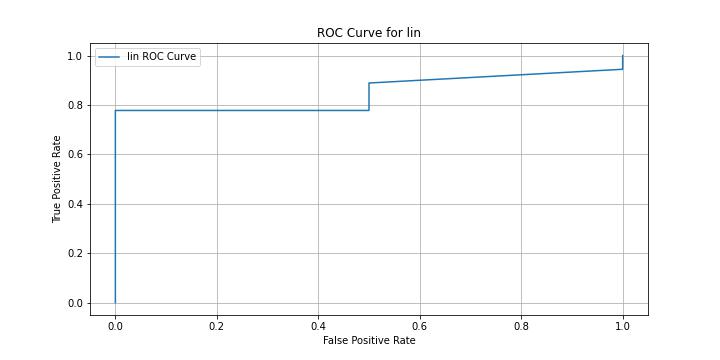 ROC Curve for lin
lin ROC Curve
1.0
0.8
0.6
0.4
0.2
0.0
True Positive Rate
0.0 0.2 0.4 0.6 0.8 1.0
False Positive Rate